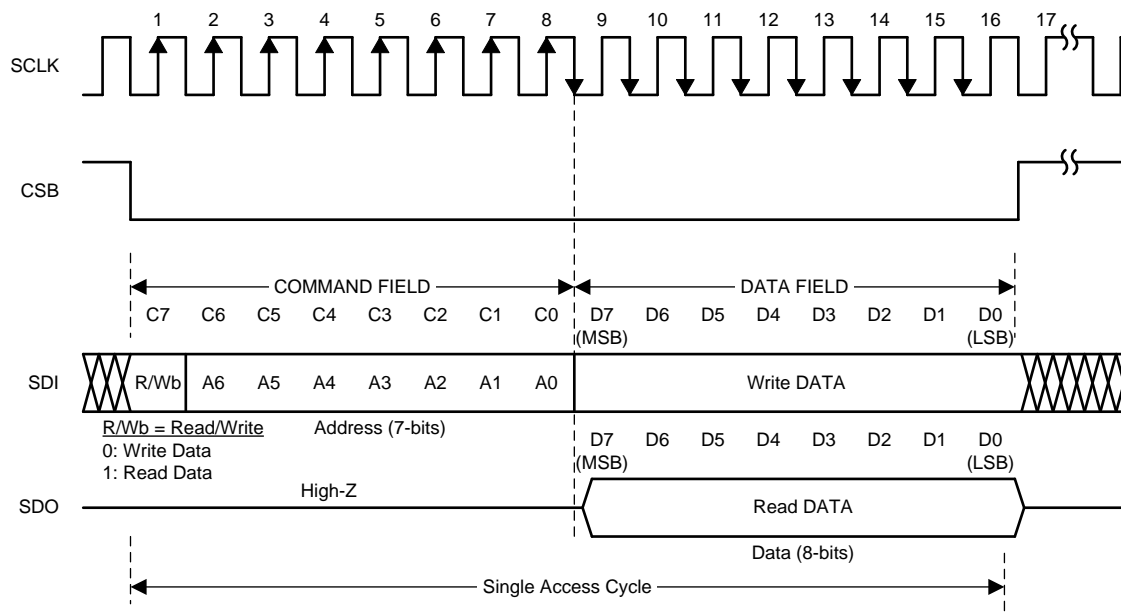 1 2 3 4 5 6 7 8 9 10 11 12 13 14 15 16 17
SCLK
CSB
COMMAND FIELD DATA FIELD
C7 C6 C5 C4 C3 C2 C1 C0 D7 D6 D5 D4 D3 D2 D1 D0
(MSB) (LSB)
SDI R/Wb A6 A5 A4 A3 A2 A1 A0 Write DATA
R/Wb = Read/Write Address (7-bits)
0: Write Data
1: Read Data
D7 D6 D5 D4 D3 D2 D1 D0
(MSB) (LSB)
High-Z
SDO Read DATA
Data (8-bits)
Single Access Cycle